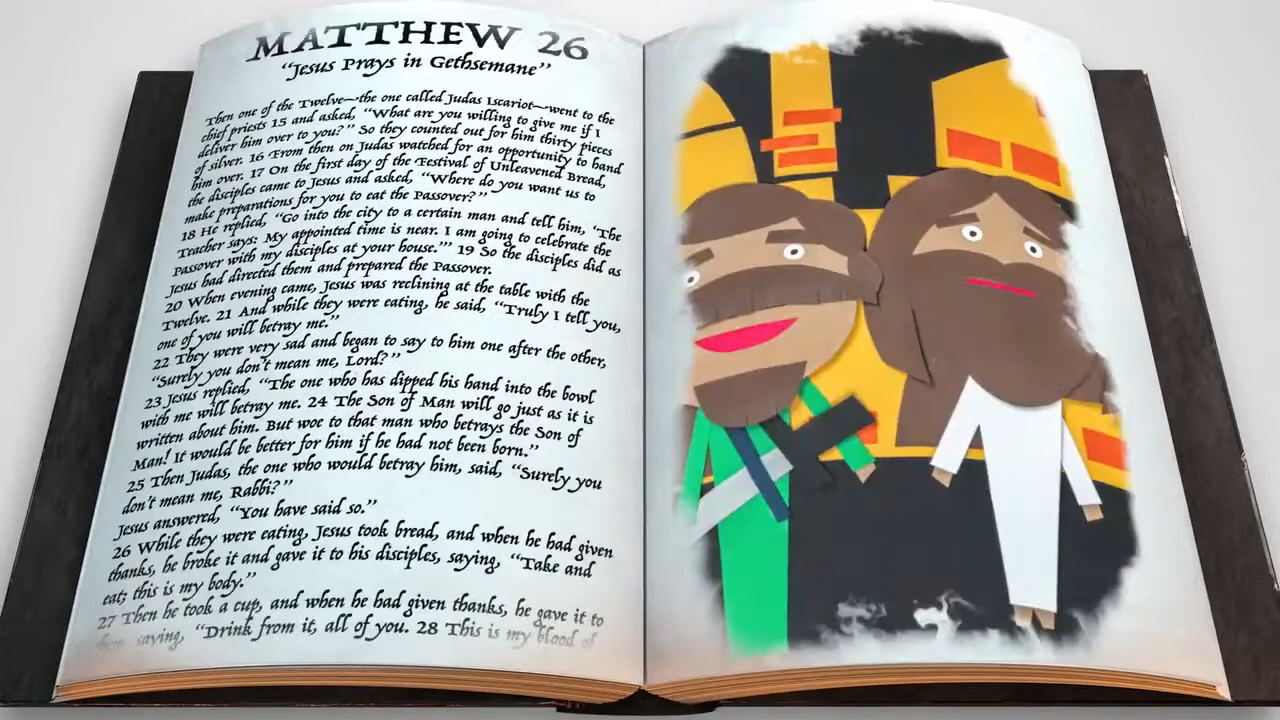 MATTHEW 26
“Jesus Prays in Gethsemane”
Then one of the Twelve—the one called Judas Iscariot—went to the
chief priests 15 and asked, “What are you willing to give me if I
deliver him over to you?” So they counted out for him thirty pieces
of silver. 16 From then on Judas watched for an opportunity to hand
him over. 17 On the first day of the Festival of Unleavened Bread,
the disciples came to Jesus and asked, “Where do you want us to
make preparations for you to eat the Passover?”
18 He replied, “Go into the city to a certain man and tell him, ‘The
Teacher says: My appointed time is near. I am going to celebrate the
Passover with my disciples at your house.’” 19 So the disciples did as
Jesus had directed them and prepared the Passover.
20 When evening came, Jesus was reclining at the table with the
Twelve. 21 And while they were eating, he said, “Truly I tell you,
one of you will betray me.”
22 They were very sad and began to say to him one after the other,
“Surely you don’t mean me, Lord?”
23 Jesus replied, “The one who has dipped his hand into the bowl
with me will betray me. 24 The Son of Man will go just as it is
written about him. But woe to that man who betrays the Son of
Man! It would be better for him if he had not been born.”
25 Then Judas, the one who would betray him, said, “Surely you
don’t mean me, Rabbi?”
Jesus answered, “You have said so.”
26 While they were eating, Jesus took bread, and when he had given
thanks, he broke it and gave it to his disciples, saying, “Take and
eat; this is my body.”
27 Then he took a cup, and when he had given thanks, he gave it to
them saying, “Drink from it, all of you. 28 This is my blood of